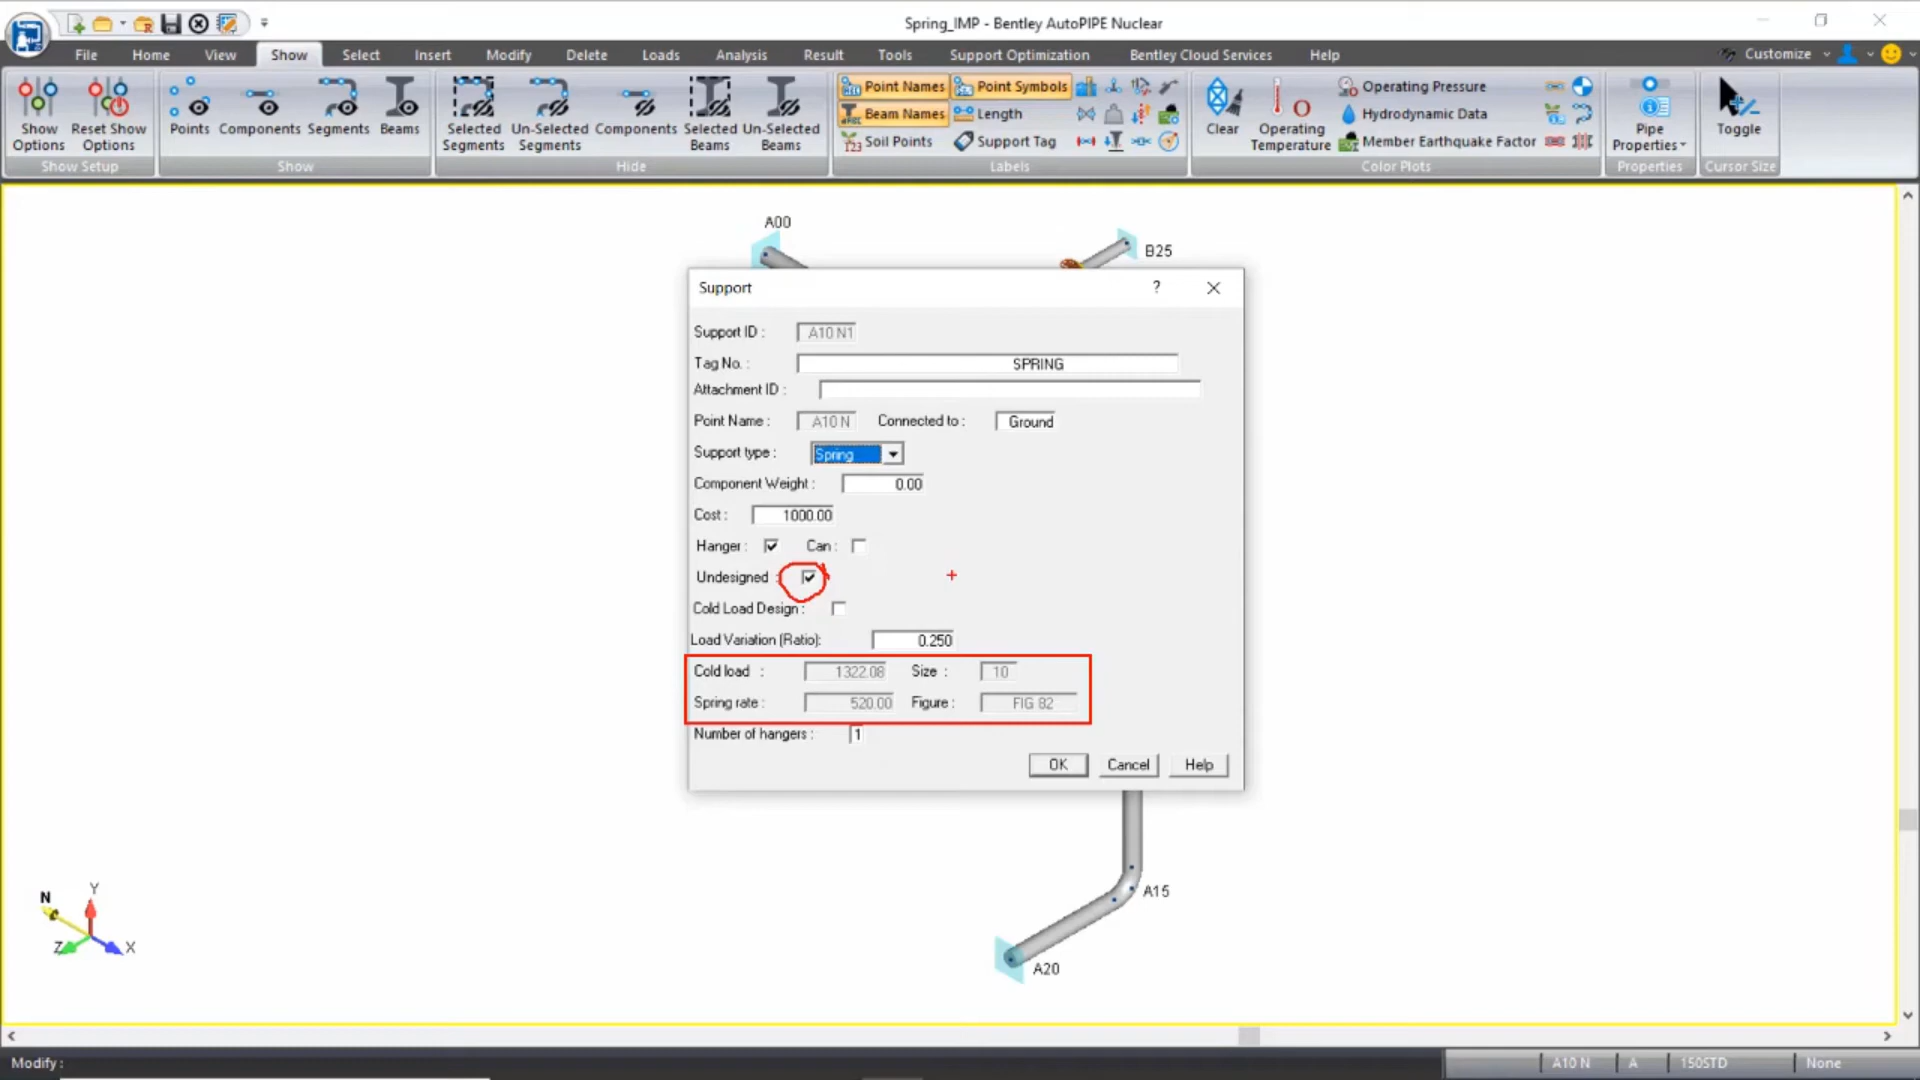 Spring_IMP - Bentley AutoPIPE Nuclear
File Home View Show Select Insert Modify Delete Loads Analysis Result Tools Support Optimization Bentley Cloud Services Help Customize
Show Options
Reset Show Options
Points
Components
Segments
Beams
Selected Segments
Un-Selected Segments
Components
Selected Beams
Un-Selected Beams
Point Names
Point Symbols
Beam Names
Length
Soil Points
Support Tag
Clear
Operating Temperature
Operating Pressure
Hydrodynamic Data
Member Earthquake Factor
Pipe Properties
Toggle
Show Setup
Show
Hide
Labels
Color Plots
Properties
Cursor Size
A00
B25
Support ?
Support ID : A10 N1
Tag No. : SPRING
Attachment ID :
Point Name : A10 N Connected to : Ground
Support type : Spring
Component Weight : 0.00
Cost : 1000.00
Hanger : Can :
Undesigned :
Cold Load Design :
Load Variation (Ratio): 0.250
Cold load : 1322.08 Size : 10
Spring rate : 520.00 Figure : FIG 82
Number of hangers : 1
OK Cancel Help
A15
A20
N
Y
Z
X
Modify :
A10 N A 150STD None